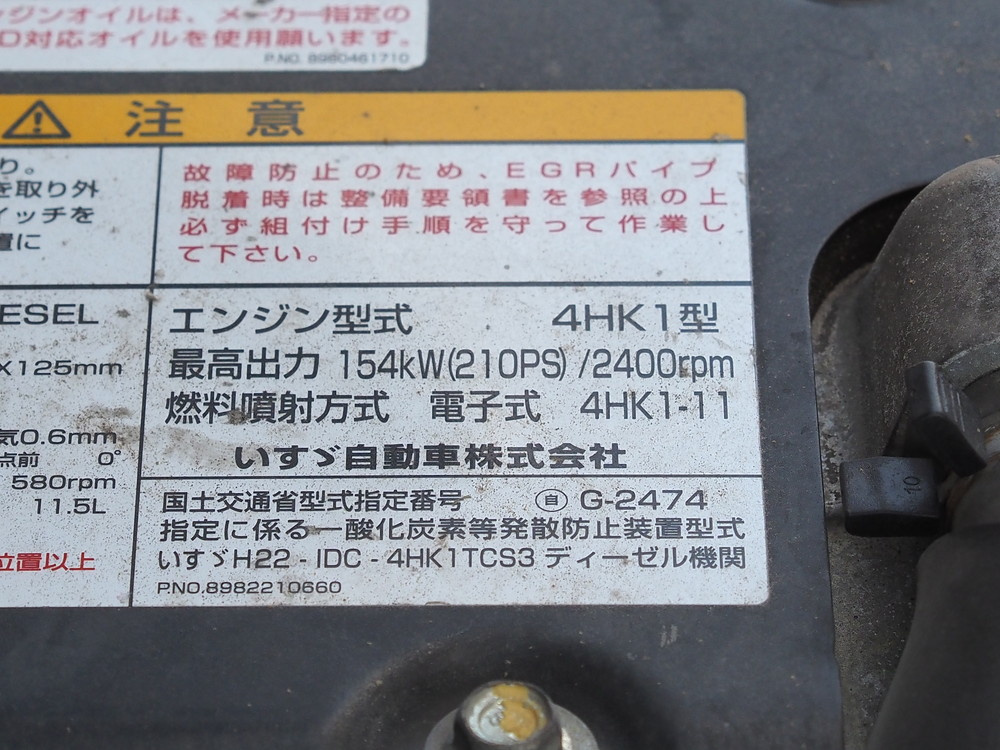 ンジンオイルは、メーカー指定の
D対応オイルを使用願います。
P.NO. 8980461710
注意
り。
を取り外
イッチを
置に
故障防止のため、EGRパイプ
脱着時は整備要領書を参照の上
必ず組付け手順を守って作業し
て下さい。
ESEL
X125mm
気0.6mm
点前 0°
580rpm
11.5L
位置以上
エンジン型式 4HK1型
最高出力 154kW(210PS) /2400rpm
燃料噴射方式 電子式 4HK1-11
いすゞ自動車株式会社
国土交通省型式指定番号 ㊀自 G-2474
指定に係る一酸化炭素等発散防止装置型式
いすゞH22 - IDC - 4HK1TCS3 ディーゼル機関
P.NO.8982210660
10